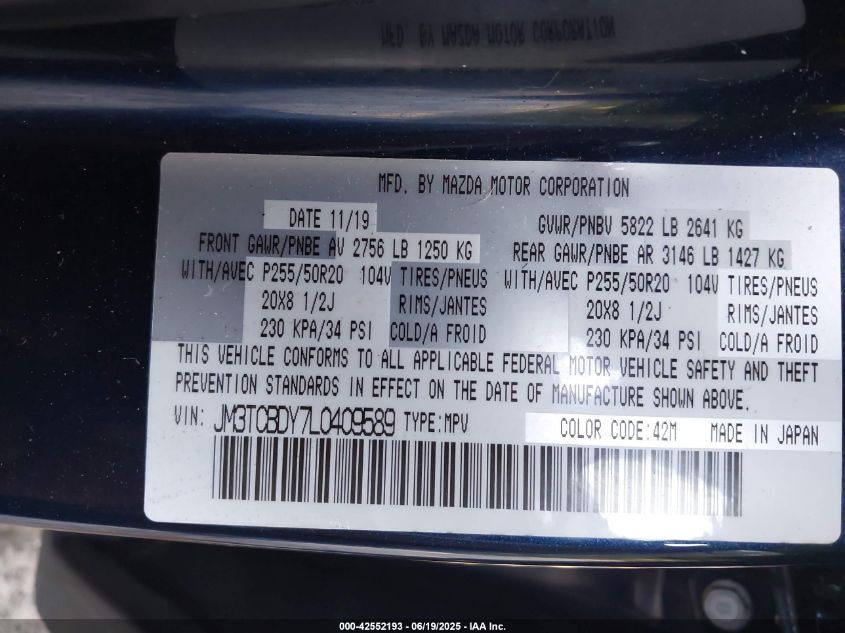 MFD. BY MAZDA MOTOR CORPORATION
MFD. BY MAZDA MOTOR CORPORATION
DATE 11/19 GVWR/PNBV 5822 LB 2641 KG
FRONT GAWR/PNBE AV 2756 LB 1250 KG REAR GAWR/PNBE AR 3146 LB 1427 KG
WITH/AVEC P255/50R20 104V TIRES/PNEUS WITH/AVEC P255/50R20 104V TIRES/PNEUS
20X8 1/2J RIMS/JANTES 20X8 1/2J RIMS/JANTES
230 KPA/34 PSI COLD/A FROID 230 KPA/34 PSI COLD/A FROID
THIS VEHICLE CONFORMS TO ALL APPLICABLE FEDERAL MOTOR VEHICLE SAFETY AND THEFT
PREVENTION STANDARDS IN EFFECT ON THE DATE OF MANUFACTURE SHOWN ABOVE.
VIN: JM3TCBDY7L0409589 TYPE:MPV COLOR CODE:42M MADE IN JAPAN
000-42552193 - 06/19/2025 - IAA Inc.